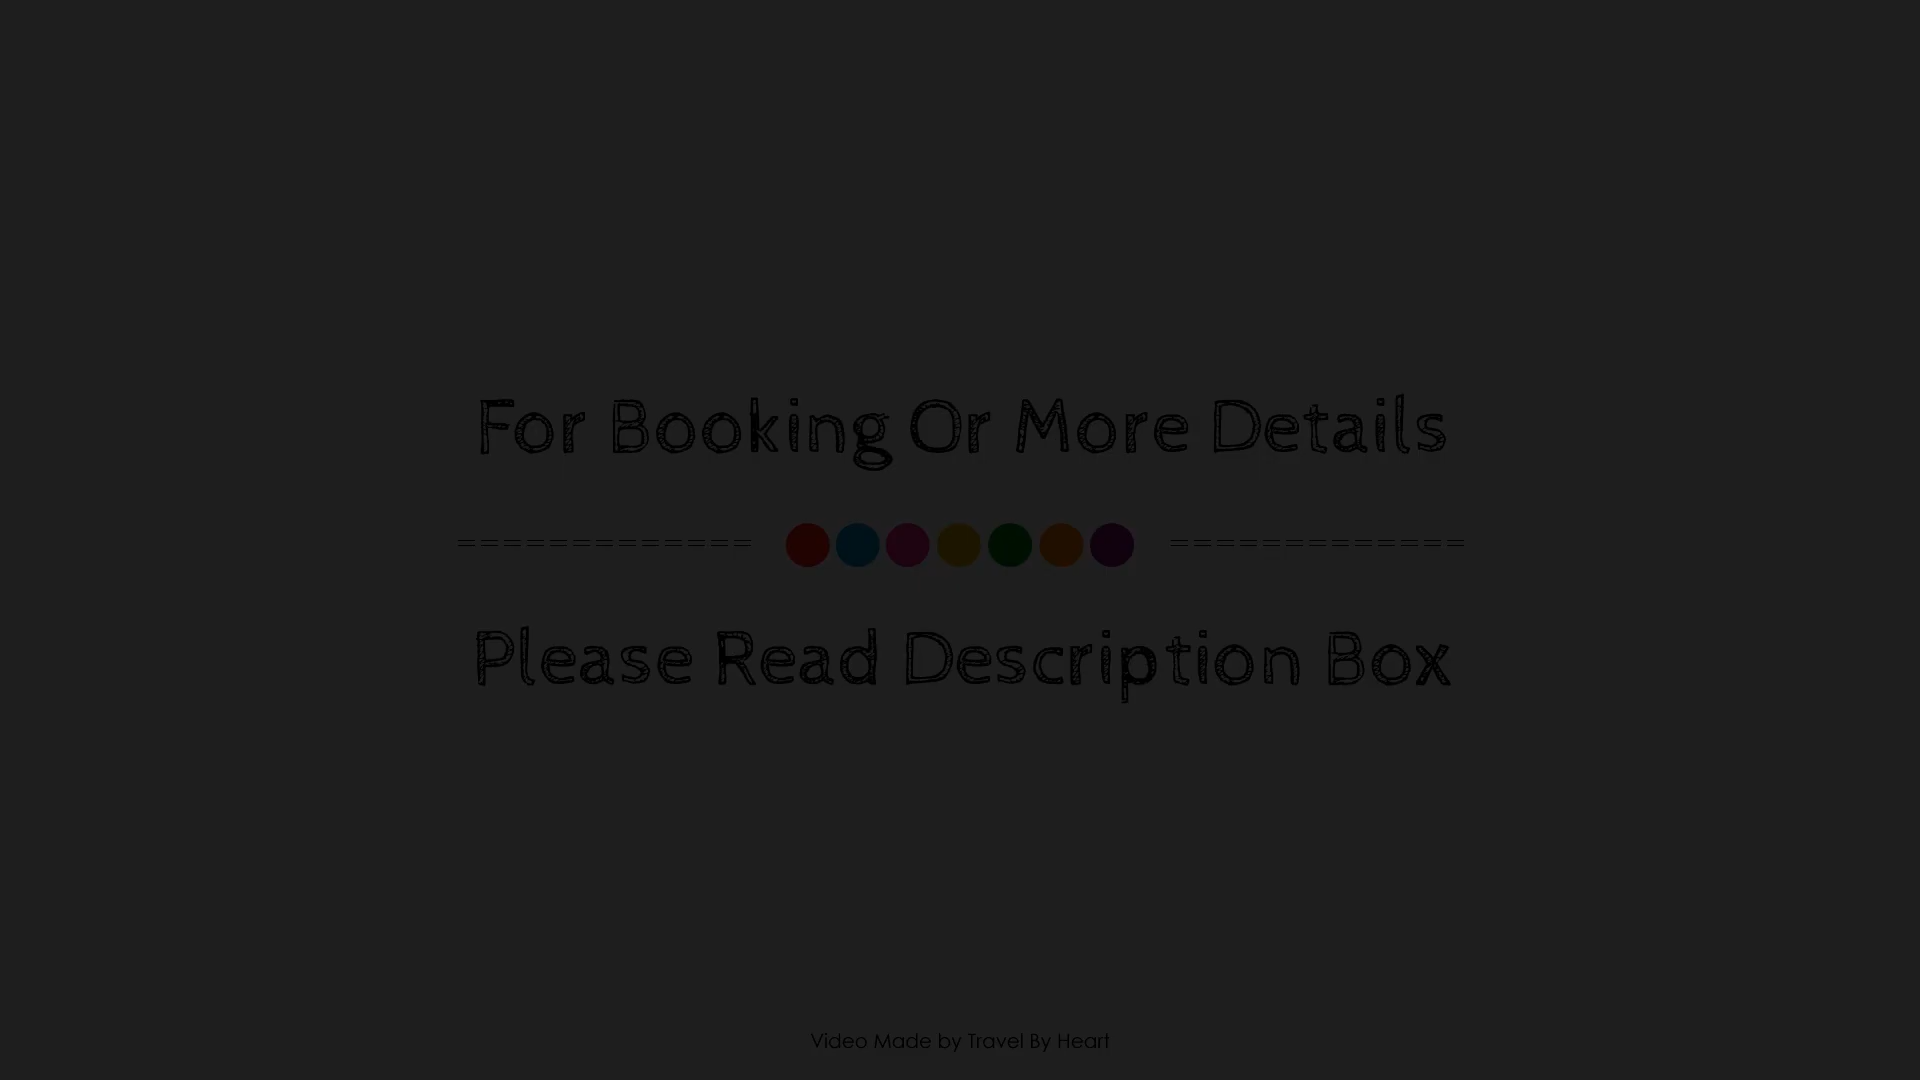 For Booking Or More Details
============= =============
Please Read Description Box
Video Made by Travel By Heart